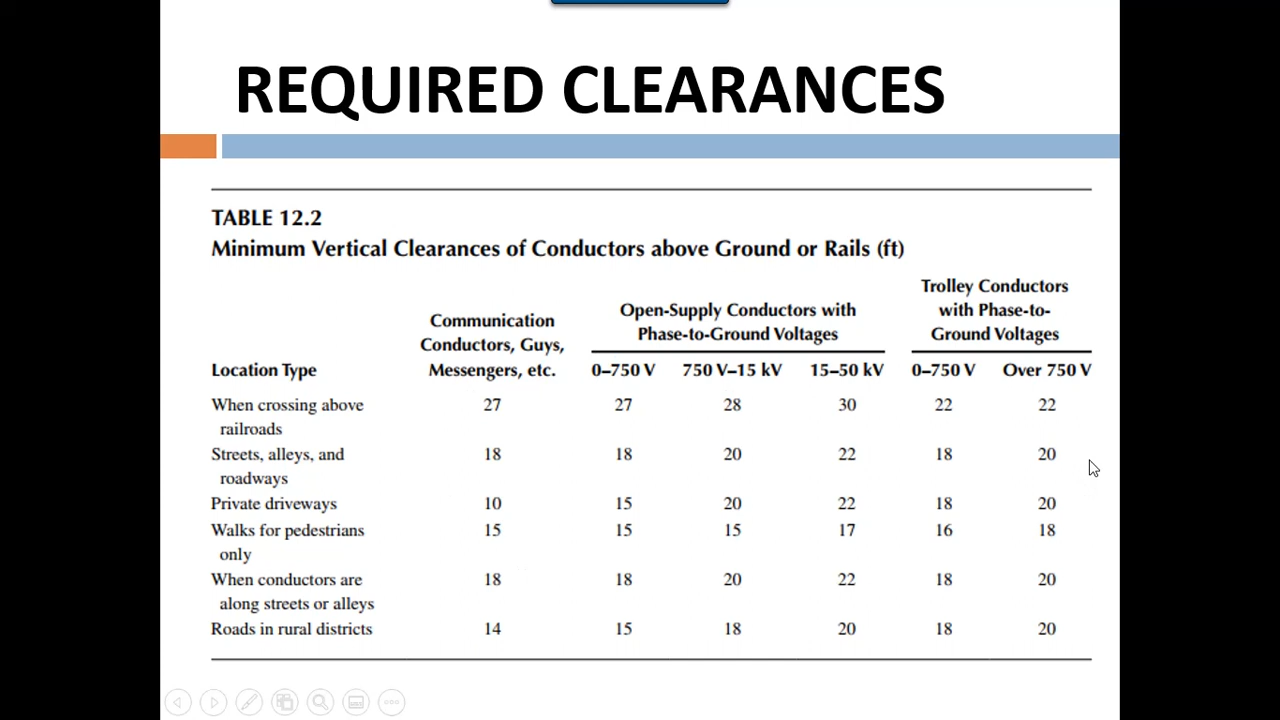 REQUIRED CLEARANCES
TABLE 12.2
Minimum Vertical Clearances of Conductors above Ground or Rails (ft)
Trolley Conductors
Open-Supply Conductors with with Phase-to-
Communication
Phase-to-Ground Voltages Ground Voltages
Conductors, Guys,
Location Type Messengers, etc. 0–750 V 750 V–15 kV 15–50 kV 0–750 V Over 750 V
When crossing above 27 27 28 30 22 22
railroads
Streets, alleys, and 18 18 20 22 18 20
roadways
Private driveways 10 15 20 22 18 20
Walks for pedestrians 15 15 15 17 16 18
only
When conductors are 18 18 20 22 18 20
along streets or alleys
Roads in rural districts 14 15 18 20 18 20